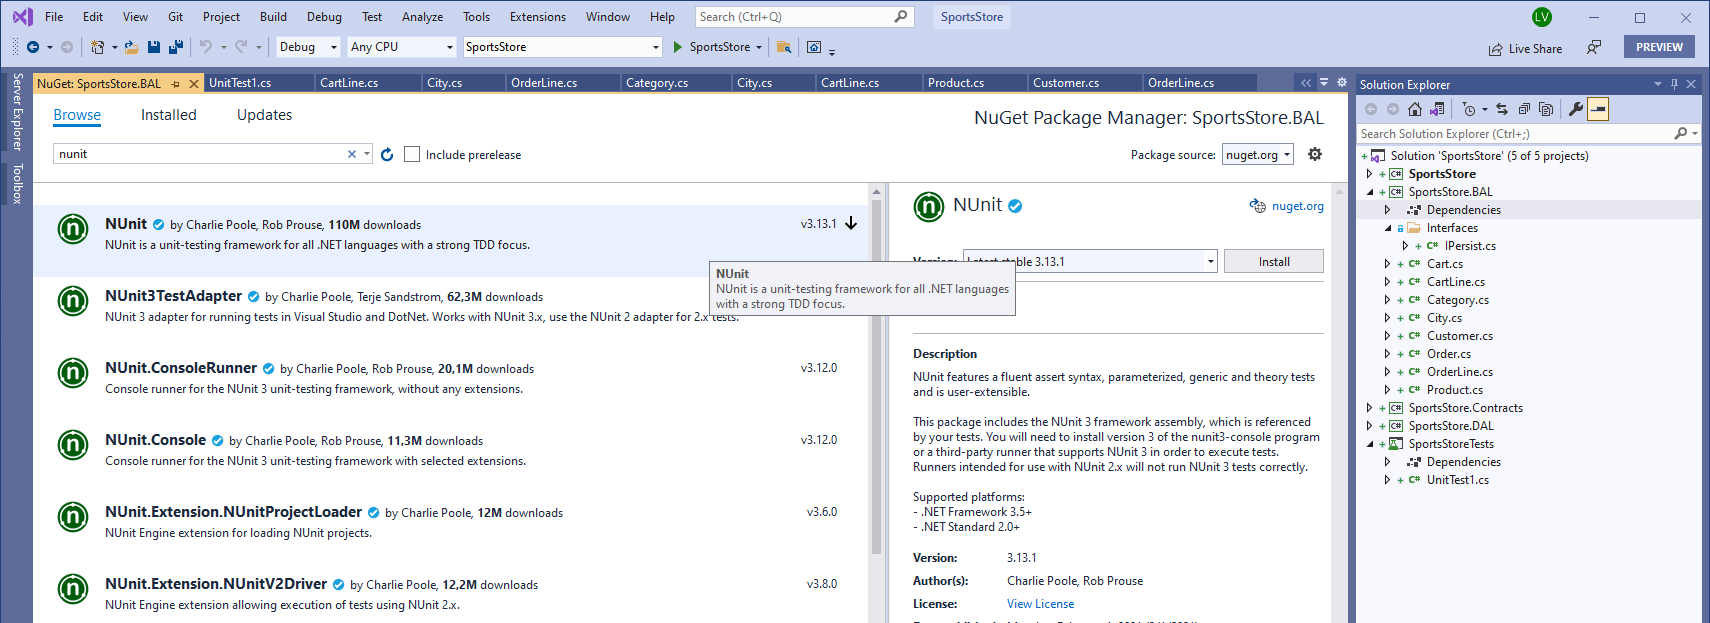 File Edit View Git Project Build Debug Test Analyze Tools Extensions Window Help Search (Ctrl+Q) SportsStore LV
Debug Any CPU SportsStore SportsStore Live Share PREVIEW
Server Explorer
Toolbox
NuGet: SportsStore.BAL UnitTest1.cs CartLine.cs City.cs OrderLine.cs Category.cs City.cs CartLine.cs Product.cs Customer.cs OrderLine.cs
Browse Installed Updates
NuGet Package Manager: SportsStore.BAL
nunit
Include prerelease
Package source: nuget.org
NUnit by Charlie Poole, Rob Prouse, 110M downloads v3.13.1
NUnit is a unit-testing framework for all .NET languages with a strong TDD focus.
NUnit3TestAdapter by Charlie Poole, Terje Sandstrom, 62,3M downloads
NUnit 3 adapter for running tests in Visual Studio and DotNet. Works with NUnit 3.x, use the NUnit 2 adapter for 2.x tests.
NUnit.ConsoleRunner by Charlie Poole, Rob Prouse, 20,1M downloads v3.12.0
Console runner for the NUnit 3 unit-testing framework, without any extensions.
NUnit.Console by Charlie Poole, Rob Prouse, 11,3M downloads v3.12.0
Console runner for the NUnit 3 unit-testing framework with selected extensions.
NUnit.Extension.NUnitProjectLoader by Charlie Poole, 12M downloads v3.6.0
NUnit Engine extension for loading NUnit projects.
NUnit.Extension.NUnitV2Driver by Charlie Poole, 12,2M downloads v3.8.0
NUnit Engine extension allowing execution of tests using NUnit 2.x.
NUnit
NUnit is a unit-testing framework for all .NET languages
with a strong TDD focus.
NUnit nuget.org
Version: Latest stable 3.13.1 Install
Description
NUnit features a fluent assert syntax, parameterized, generic and theory tests
and is user-extensible.
This package includes the NUnit 3 framework assembly, which is referenced
by your tests. You will need to install version 3 of the nunit3-console program
or a third-party runner that supports NUnit 3 in order to execute tests.
Runners intended for use with NUnit 2.x will not run NUnit 3 tests correctly.
Supported platforms:
- .NET Framework 3.5+
- .NET Standard 2.0+
Version: 3.13.1
Author(s): Charlie Poole, Rob Prouse
License: View License
Solution Explorer
Search Solution Explorer (Ctrl+;)
Solution 'SportsStore' (5 of 5 projects)
SportsStore
SportsStore.BAL
Dependencies
Interfaces
IPersist.cs
Cart.cs
CartLine.cs
Category.cs
City.cs
Customer.cs
Order.cs
OrderLine.cs
Product.cs
SportsStore.Contracts
SportsStore.DAL
SportsStoreTests
Dependencies
UnitTest1.cs